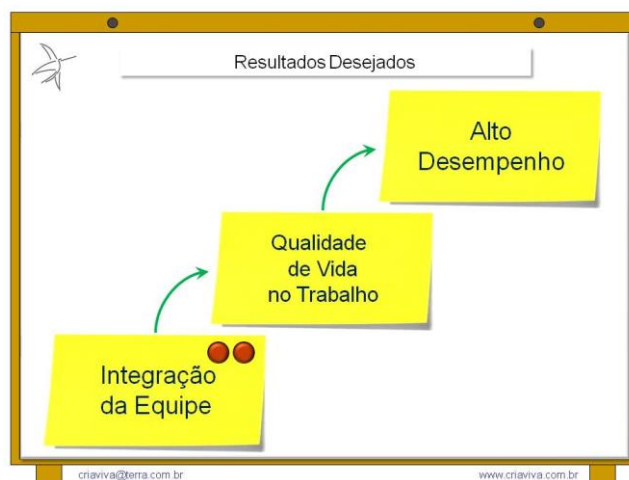 Resultados Desejados
Alto
Desempenho
Qualidade
de Vida
no Trabalho
Integração
da Equipe
criaviva@terra.com.br
www.criaviva.com.br